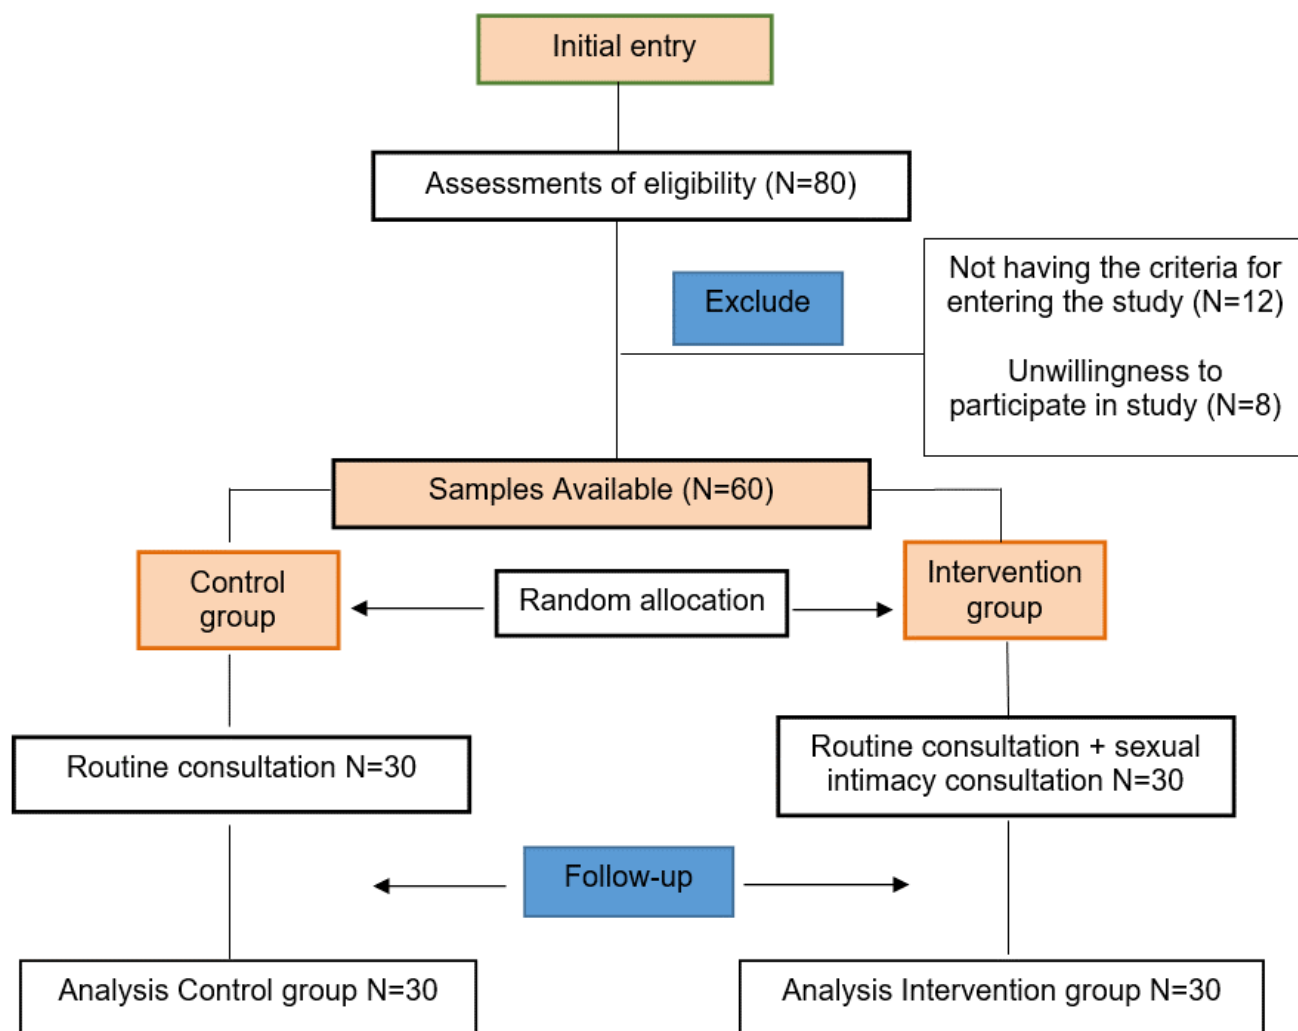 Initial entry
Assessments of eligibility (N=80)
Exclude
Not having the criteria for
entering the study (N=12)
Unwillingness to
participate in study (N=8)
Samples Available (N=60)
Control
group
Random allocation
Intervention
group
Routine consultation N=30
Routine consultation + sexual
intimacy consultation N=30
Follow-up
Analysis Control group N=30
Analysis Intervention group N=30